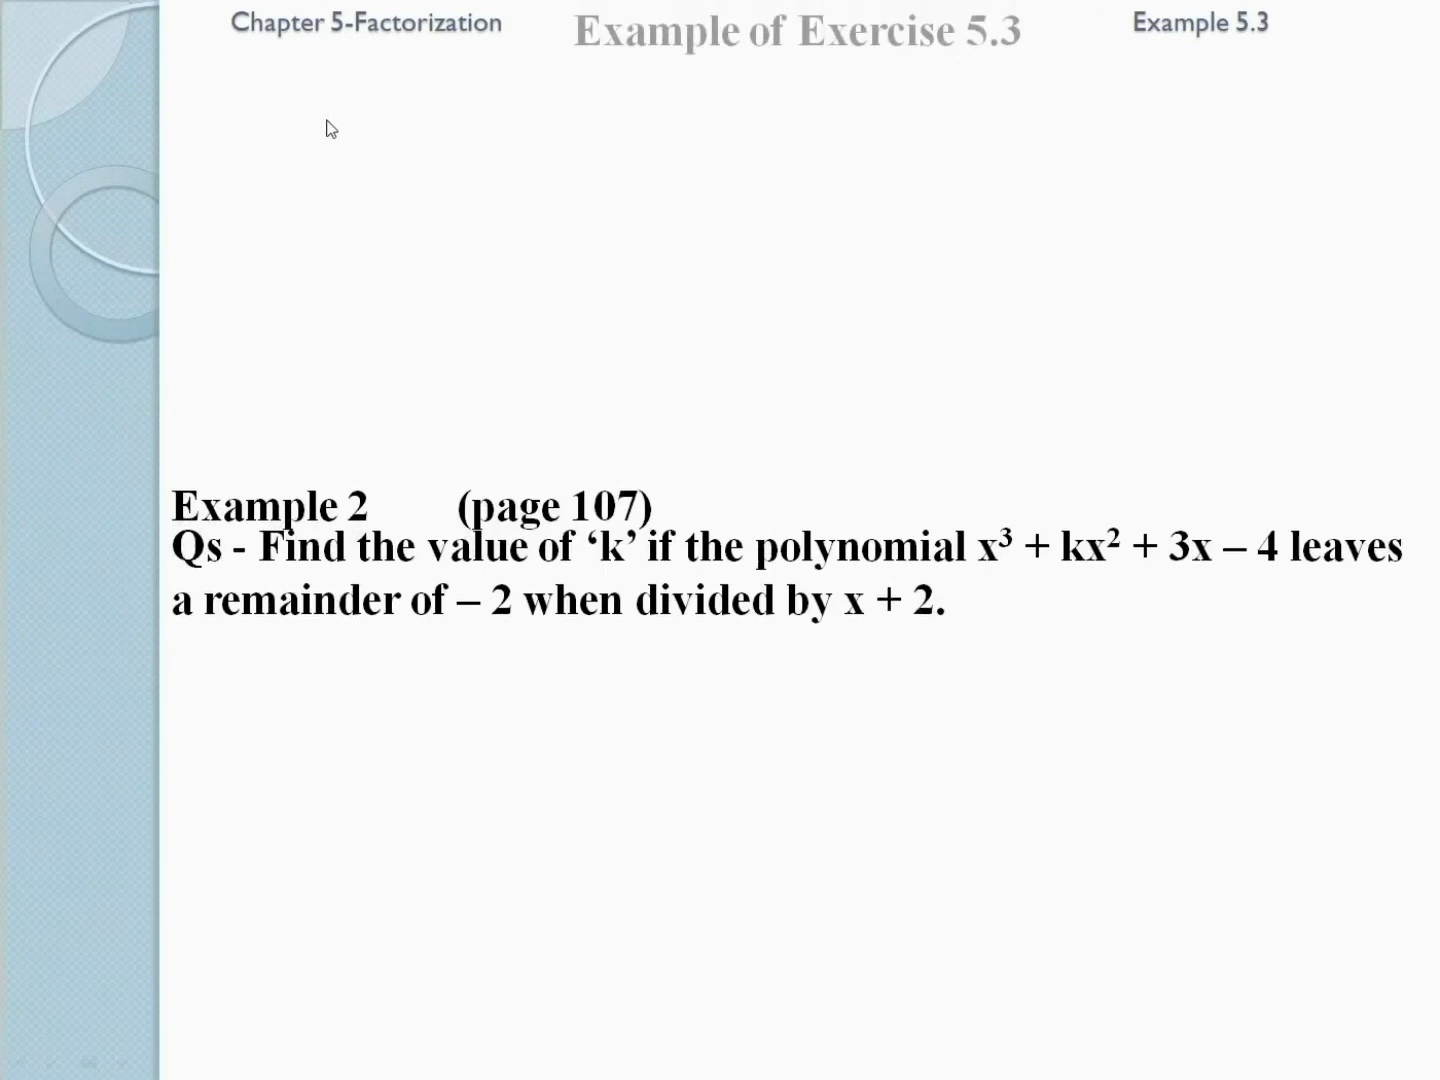 Chapter 5-Factorization
Example of Exercise 5.3
Example 5.3
Example 2 (page 107)
Qs - Find the value of ‘k’ if the polynomial x³ + kx² + 3x – 4 leaves
a remainder of – 2 when divided by x + 2.